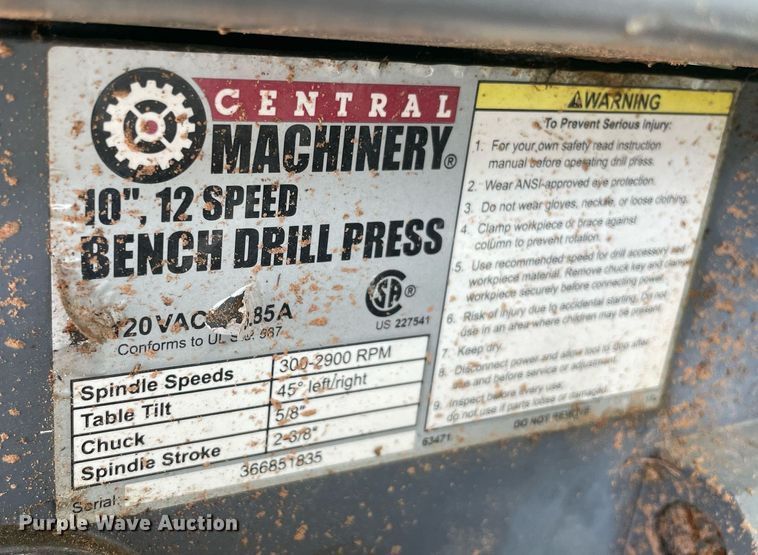 CENTRAL
MACHINERY®
10", 12 SPEED
BENCH DRILL PRESS
120 VAC .85A
Conforms to UL 987
SA
US 227541
Spindle Speeds 300-2900 RPM
Table Tilt 45° left/right
Chuck 5/8"
Spindle Stroke 2-3/8"
Serial: 366851835
⚠WARNING
To Prevent Serious Injury:
1. For your own safety read instruction
manual before operating drill press.
2. Wear ANSI-approved eye protection.
3. Do not wear gloves, necktie, or loose clothing.
4. Clamp workpiece or brace against
column to prevent rotation.
5. Use recommended speed for drill accessory and
workpiece material. Remove chuck key and clamp
workpiece securely before connecting power.
6. Risk of injury due to accidental starting. Do not
use in an area where children may be present.
7. Keep dry.
8. Disconnect power and allow tool to stop after
use and before service or adjustment.
9. Inspect before every use;
do not use if parts loose or damaged.
63471 DO NOT REMOVE
Purple Wave Auction